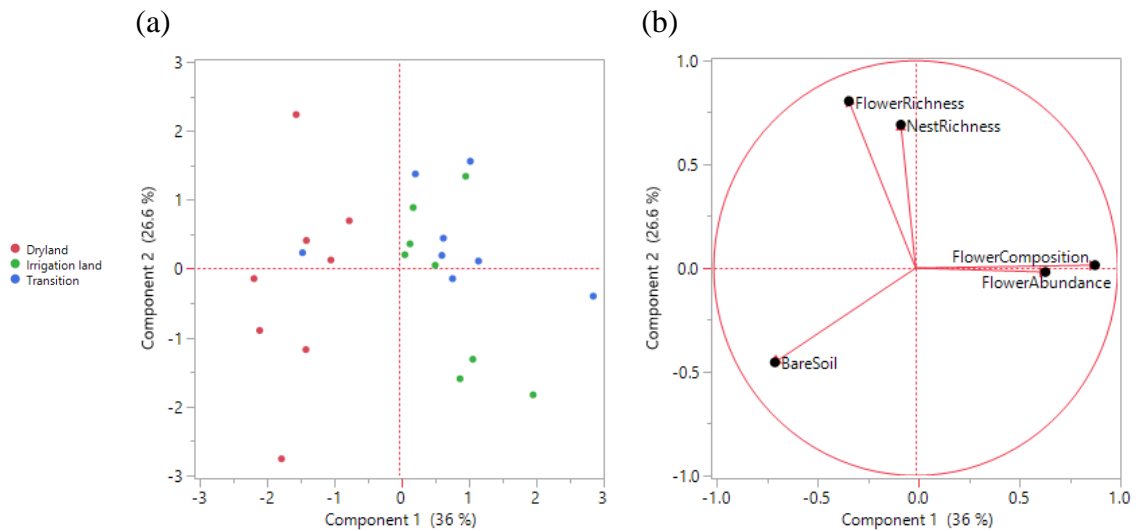 (a)
(b)
Dryland
Irrigation land
Transition
3
2
1
0
-1
-2
-3
Component 2 (26.6 %)
-3
-2
-1
0
1
2
3
Component 1 (36 %)
1.0
0.5
0.0
-0.5
-1.0
Component 2 (26.6 %)
FlowerRichness
NestRichness
FlowerComposition
FlowerAbundance
BareSoil
-1.0
-0.5
0.0
0.5
1.0
Component 1 (36 %)